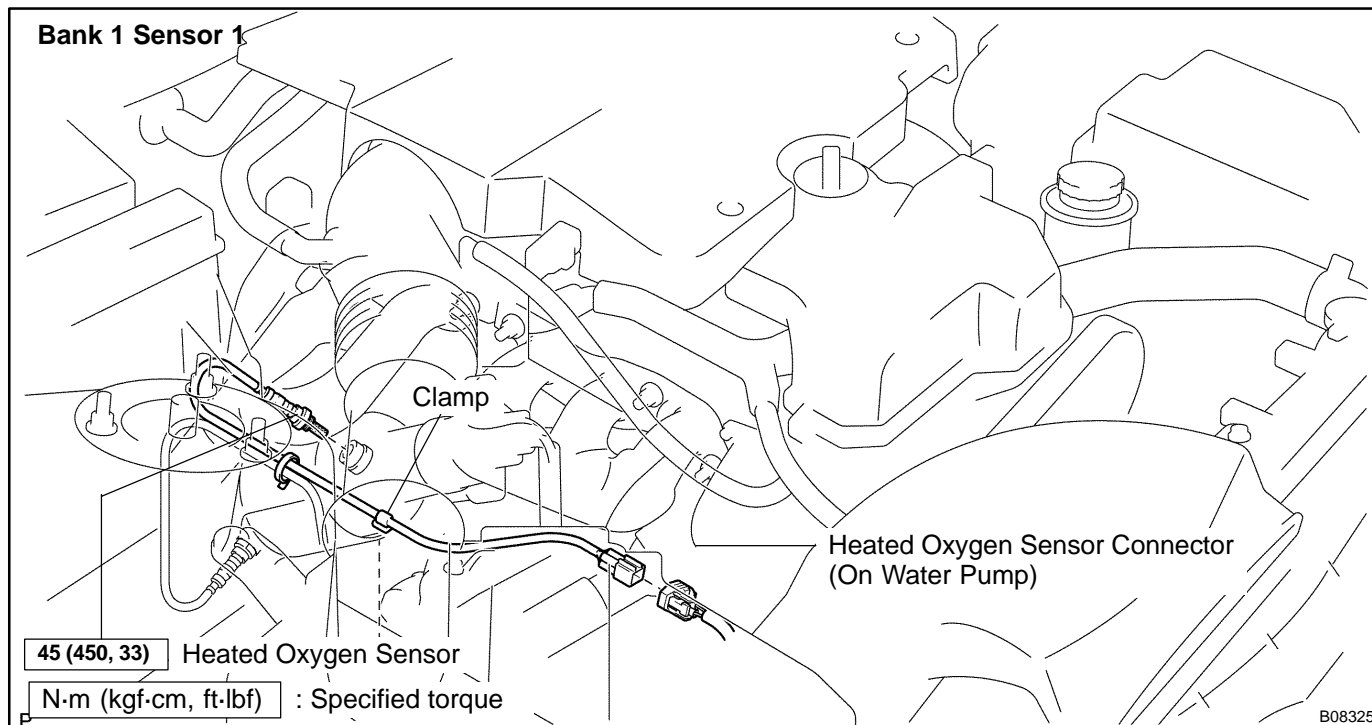 Bank 1 Sensor 1
Clamp
Heated Oxygen Sensor Connector
(On Water Pump)
45 (450, 33) Heated Oxygen Sensor
N·m (kgf·cm, ft·lbf) : Specified torque
B08325